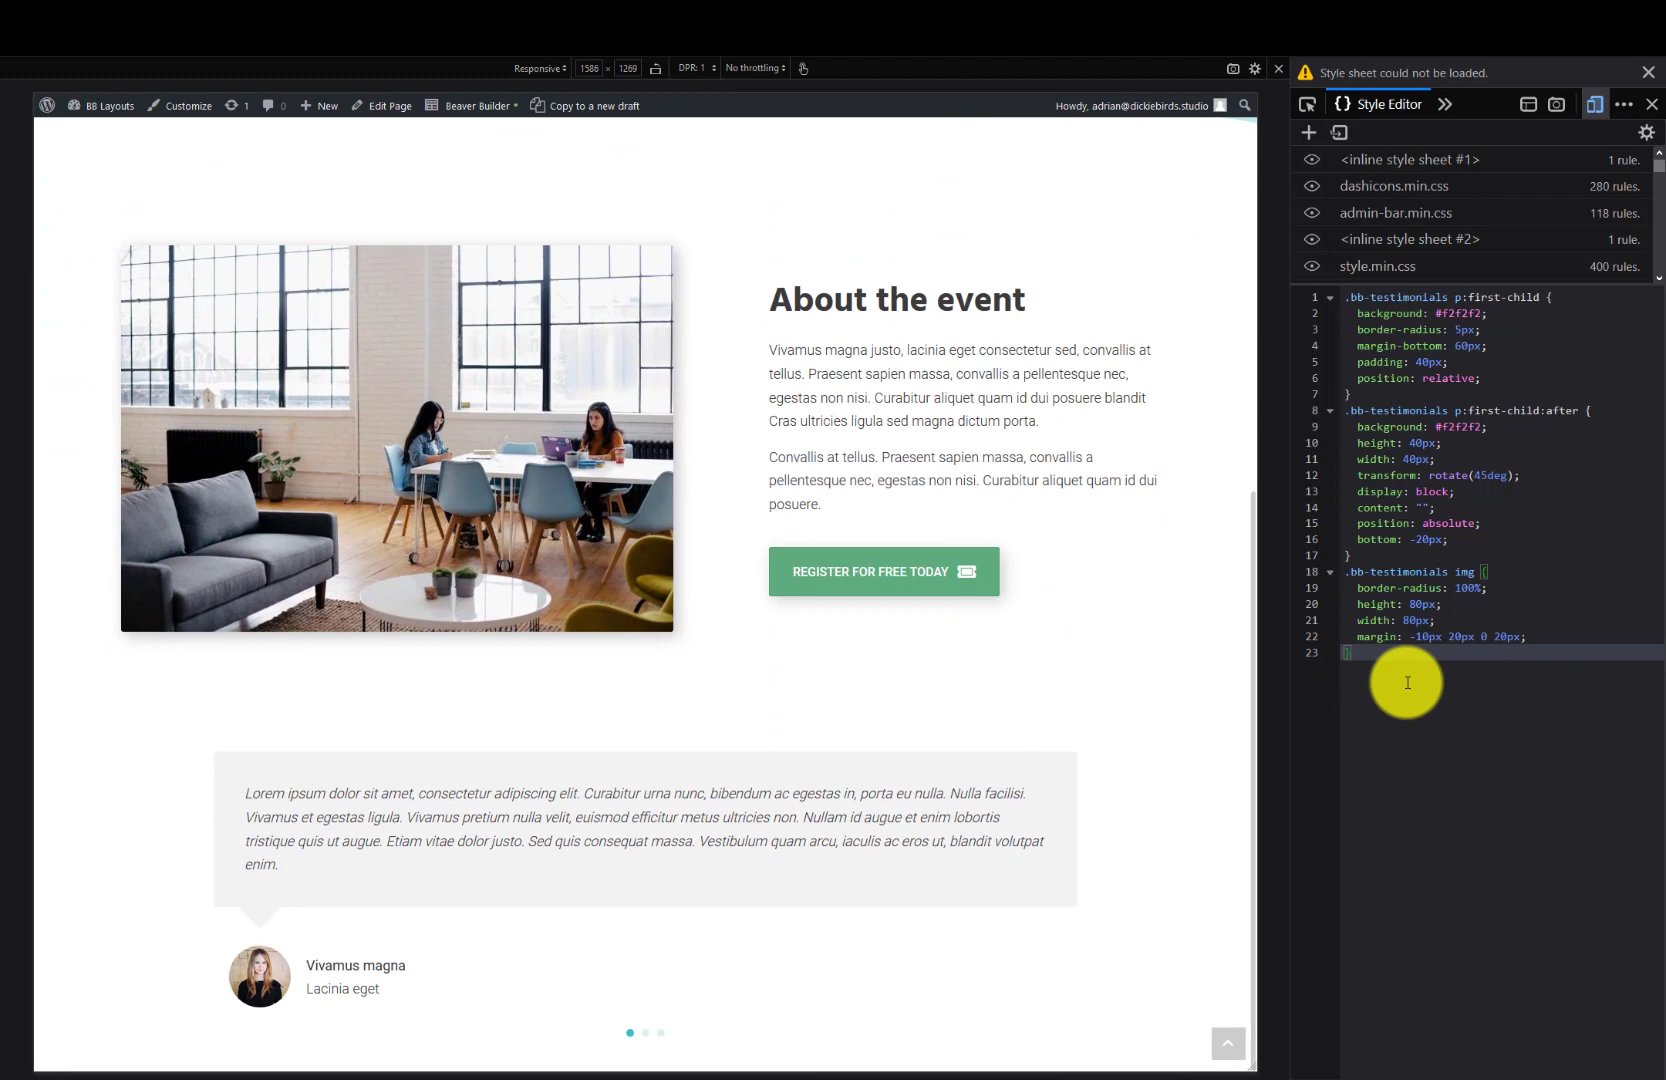 Responsive 1586 × 1269 DPR: 1 No throttling
Style sheet could not be loaded.
BB Layouts Customize 1 0 New Edit Page Beaver Builder Copy to a new draft Howdy, adrian@dickiebirds.studio
{} Style Editor
<inline style sheet #1> 1 rule.
dashicons.min.css 280 rules.
admin-bar.min.css 118 rules.
<inline style sheet #2> 1 rule.
style.min.css 400 rules.
About the event
Vivamus magna justo, lacinia eget consectetur sed, convallis at
tellus. Praesent sapien massa, convallis a pellentesque nec,
egestas non nisi. Curabitur aliquet quam id dui posuere blandit
Cras ultricies ligula sed magna dictum porta.
Convallis at tellus. Praesent sapien massa, convallis a
pellentesque nec, egestas non nisi. Curabitur aliquet quam id dui
posuere.
REGISTER FOR FREE TODAY
Lorem ipsum dolor sit amet, consectetur adipiscing elit. Curabitur urna nunc, bibendum ac egestas in, porta eu nulla. Nulla facilisi.
Vivamus et egestas ligula. Vivamus pretium nulla velit, euismod efficitur metus ultricies non. Nullam id augue et enim lobortis
tristique quis ut augue. Etiam vitae dolor justo. Sed quis consequat massa. Vestibulum quam arcu, iaculis ac eros ut, blandit volutpat
enim.
Vivamus magna
Lacinia eget
1 .bb-testimonials p:first-child {
2 background: #f2f2f2;
3 border-radius: 5px;
4 margin-bottom: 60px;
5 padding: 40px;
6 position: relative;
7 }
8 .bb-testimonials p:first-child:after {
9 background: #f2f2f2;
10 height: 40px;
11 width: 40px;
12 transform: rotate(45deg);
13 display: block;
14 content: "";
15 position: absolute;
16 bottom: -20px;
17 }
18 .bb-testimonials img {
19 border-radius: 100%;
20 height: 80px;
21 width: 80px;
22 margin: -10px 20px 0 20px;
23 }